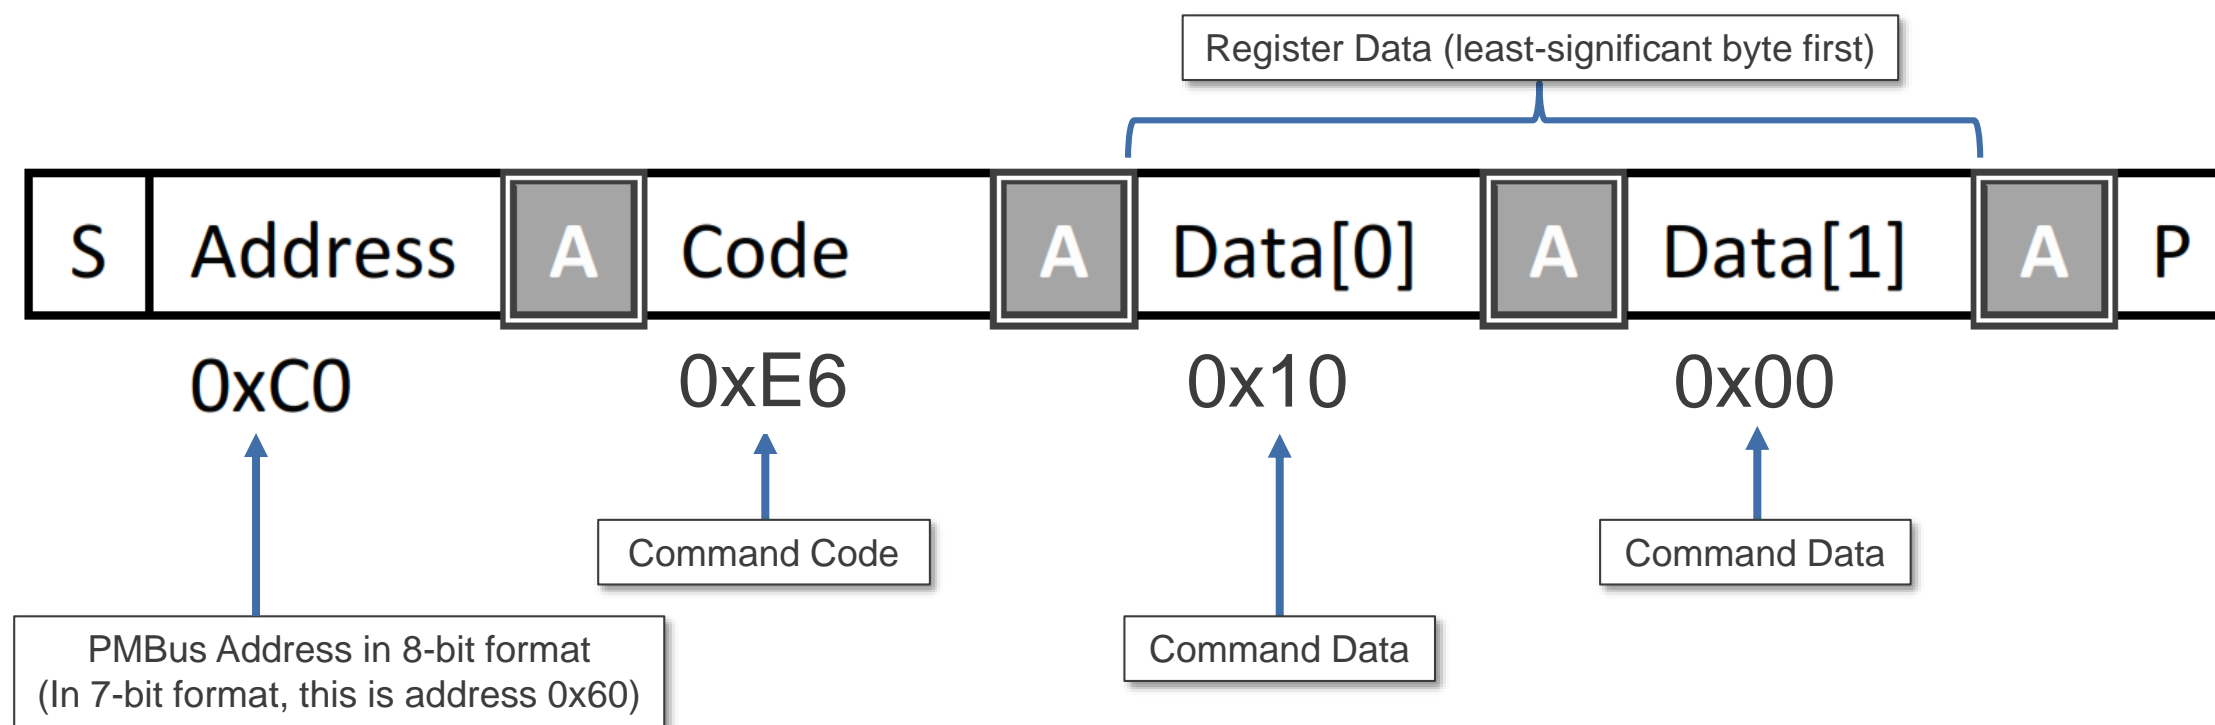 Register Data (least-significant byte first)
S Address A Code A Data[0] A Data[1] A P
0xC0 0xE6 0x10 0x00
Command Code
Command Data
PMBus Address in 8-bit format
(In 7-bit format, this is address 0x60)
Command Data